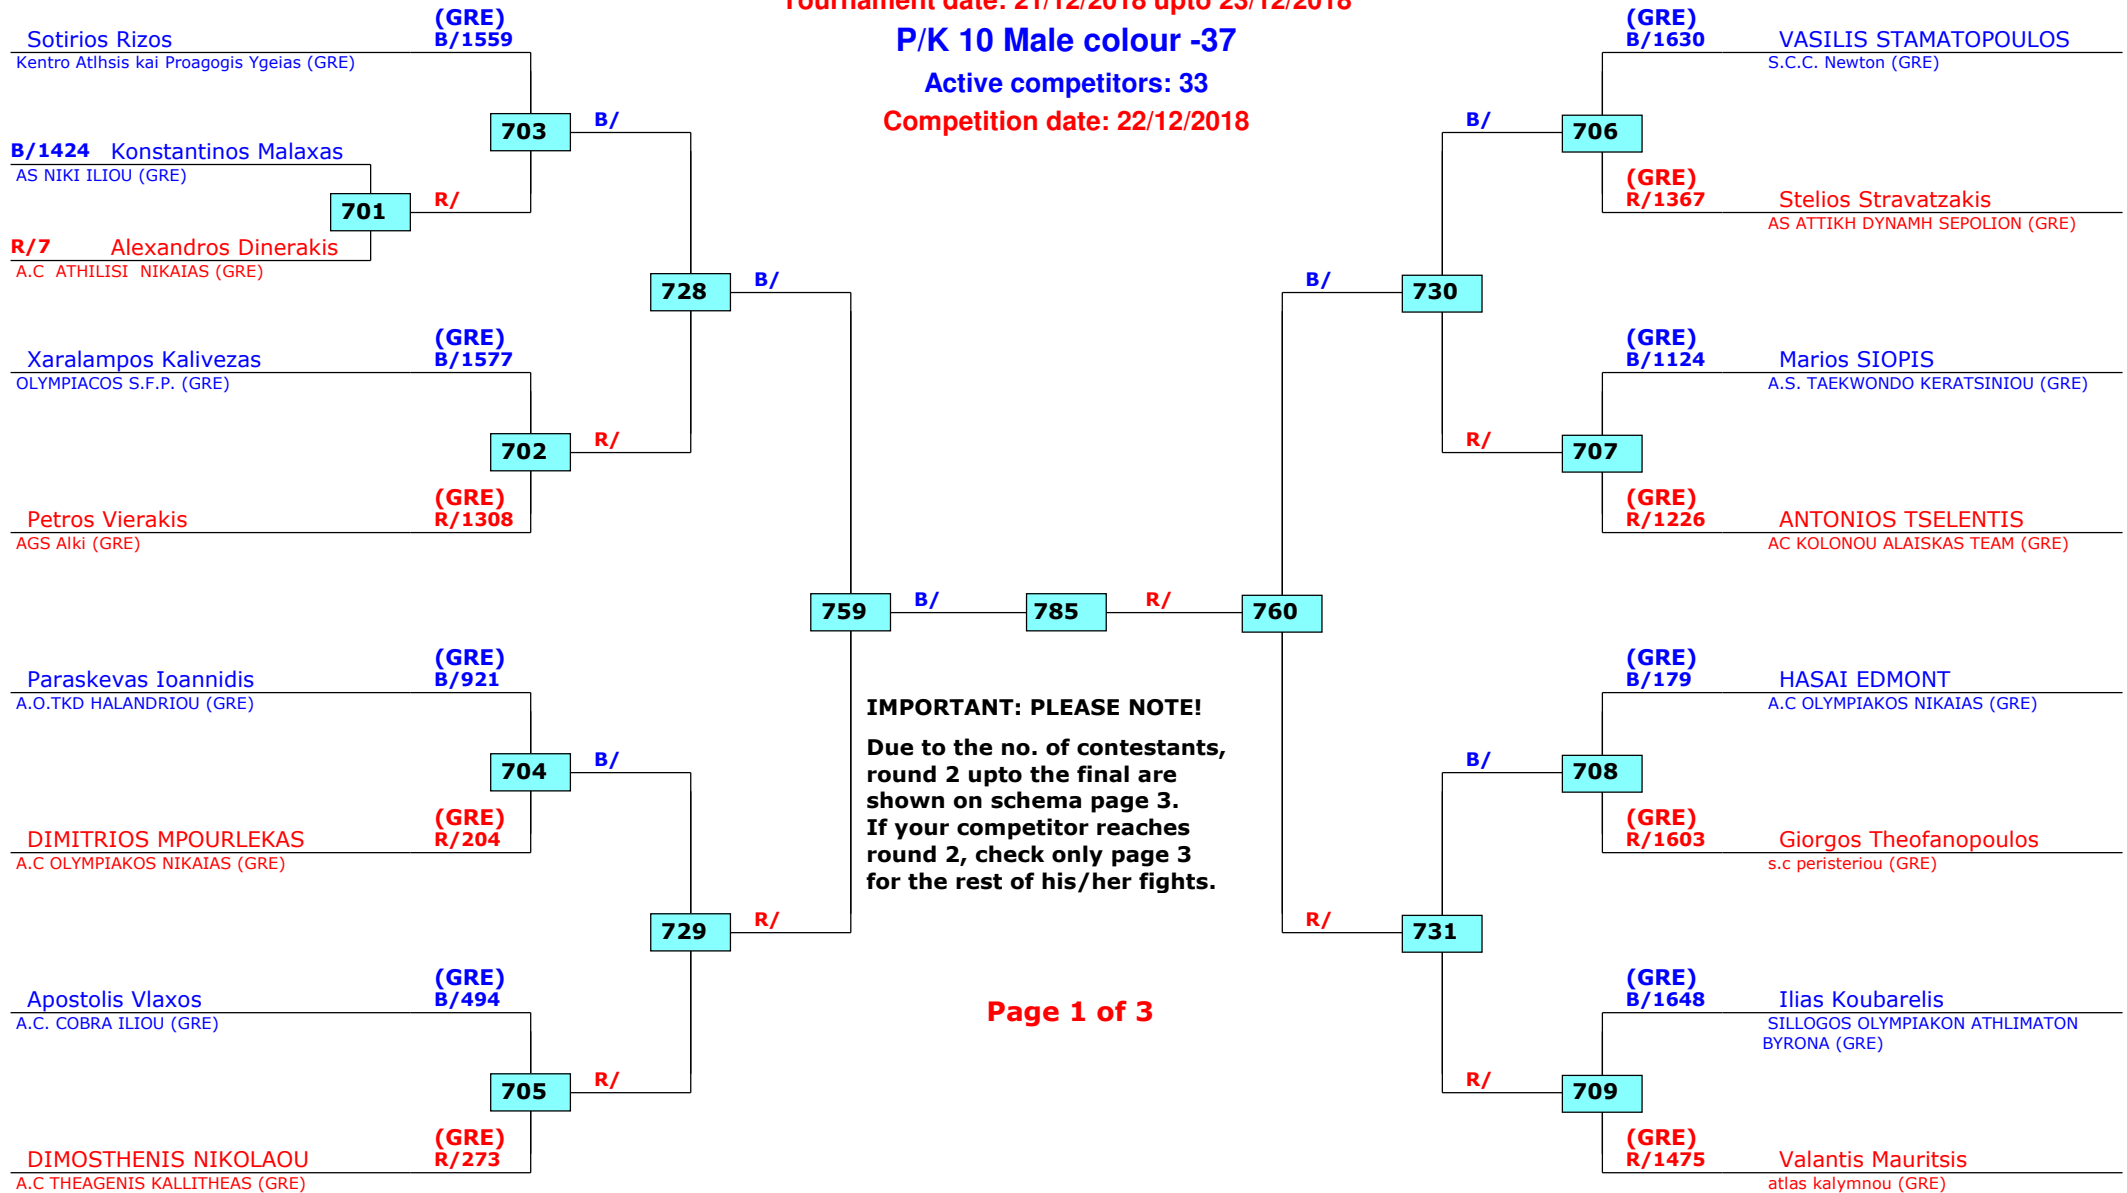 Tournament date: 21/12/2018 upto 23/12/2018
P/K 10 Male colour -37
Active competitors: 33
Competition date: 22/12/2018
(GRE)
Sotirios Rizos B/1559
Kentro Atlhsis kai Proagogis Ygeias (GRE)
703 B/
B/1424 Konstantinos Malaxas
AS NIKI ILIOU (GRE)
701 R/
R/7 Alexandros Dinerakis
A.C ATHILISI NIKAIAS (GRE)
728 B/
(GRE)
Xaralampos Kalivezas B/1577
OLYMPIACOS S.F.P. (GRE)
702 R/
(GRE)
Petros Vierakis R/1308
AGS Alki (GRE)
759 B/
785
R/ 760
(GRE)
Paraskevas Ioannidis B/921
A.O.TKD HALANDRIOU (GRE)
704 B/
(GRE)
DIMITRIOS MPOURLEKAS R/204
A.C OLYMPIAKOS NIKAIAS (GRE)
729 R/
(GRE)
Apostolis Vlaxos B/494
A.C. COBRA ILIOU (GRE)
705 R/
(GRE)
DIMOSTHENIS NIKOLAOU R/273
A.C THEAGENIS KALLITHEAS (GRE)
IMPORTANT: PLEASE NOTE!
Due to the no. of contestants,
round 2 upto the final are
shown on schema page 3.
If your competitor reaches
round 2, check only page 3
for the rest of his/her fights.
Page 1 of 3
(GRE)
B/1630 VASILIS STAMATOPOULOS
S.C.C. Newton (GRE)
B/ 706
(GRE)
R/1367 Stelios Stravatzakis
AS ATTIKH DYNAMH SEPOLION (GRE)
B/ 730
(GRE)
B/1124 Marios SIOPIS
A.S. TAEKWONDO KERATSINIOU (GRE)
R/ 707
(GRE)
R/1226 ANTONIOS TSELENTIS
AC KOLONOU ALAISKAS TEAM (GRE)
(GRE)
B/179 HASAI EDMONT
A.C OLYMPIAKOS NIKAIAS (GRE)
B/ 708
(GRE)
R/1603 Giorgos Theofanopoulos
s.c peristeriou (GRE)
R/ 731
(GRE)
B/1648 Ilias Koubarelis
SILLOGOS OLYMPIAKON ATHLIMATON
BYRONA (GRE)
R/ 709
(GRE)
R/1475 Valantis Mauritsis
atlas kalymnou (GRE)